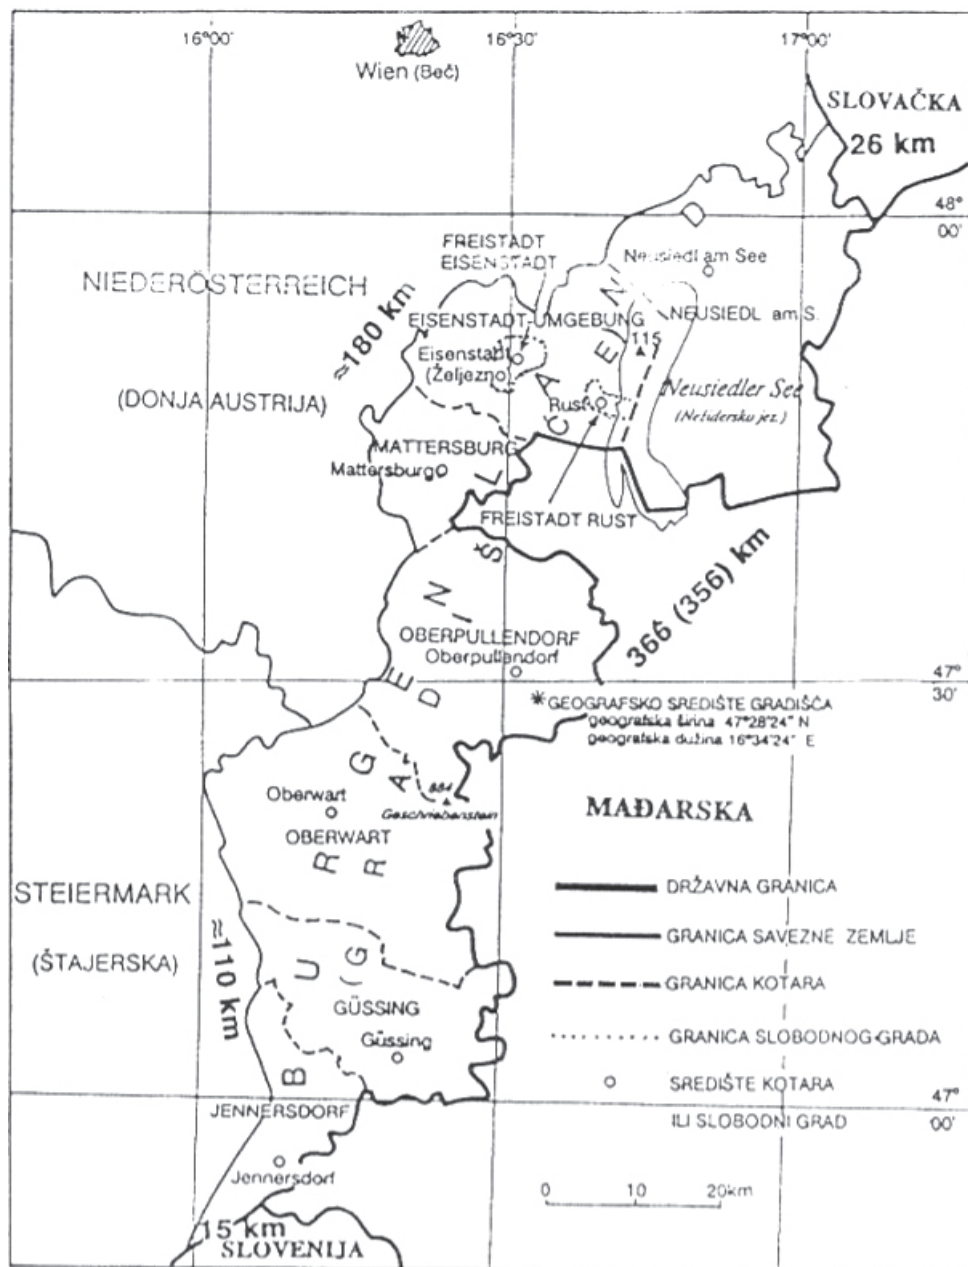 16°00'
16°30'
17°00'
Wien (Beč)
SLOVAČKA
26 km
48°
00'
FREISTADT
EISENSTADT
Neusiedl am See
NIEDERÖSTERREICH
≈180 km
EISENSTADT-UMGEBUNG
NEUSIEDL am S.
115
Eisenstadt
(Željezno)
Neusiedler See
(DONJA AUSTRIJA)
Rust
MATTERSBURG
Mattersburg
FREISTADT RUST
366 (356) km
OBERPULLENDORF
Oberpullendorf
47°
30'
*GEOGRAFSKO SREDIŠTE GRADIŠĆA
geografska širina 47°28'24" N
geografska dužina 16°34'24" E
884
Geschriebenstein
Oberwart
OBERWART
MAĐARSKA
STEIERMARK
(ŠTAJERSKA)
≈110 km
DRŽAVNA GRANICA
GRANICA SAVEZNE ZEMLJE
GRANICA KOTARA
GRANICA SLOBODNOG GRADA
SREDIŠTE KOTARA
ILI SLOBODNI GRAD
GÜSSING
Güssing
BURGENLAND
(GRADIŠĆE)
47°
00'
JENNERSDORF
Jennersdorf
0 10 20km
15 km
SLOVENIJA